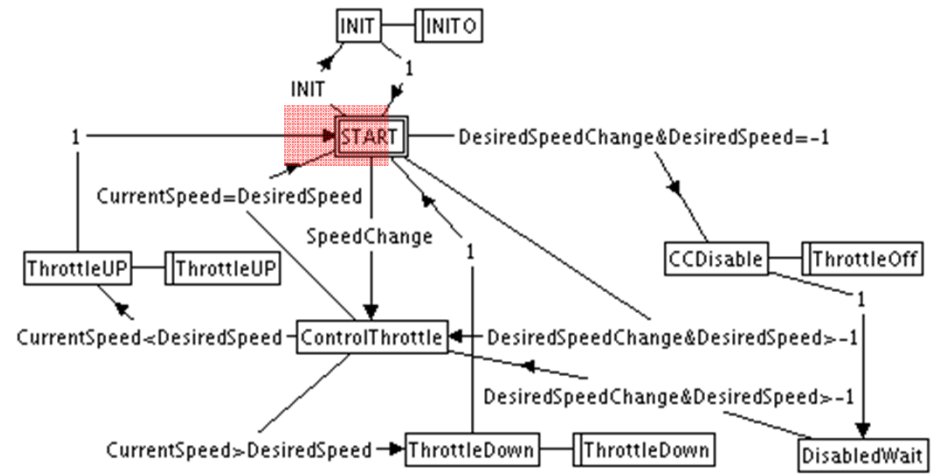 INIT
INITO
1
INIT
1
START
DesiredSpeedChange&DesiredSpeed=-1
CurrentSpeed=DesiredSpeed
SpeedChange
1
ThrottleUP
ThrottleUP
CCDisable
ThrottleOff
1
CurrentSpeed<DesiredSpeed
ControlThrottle
DesiredSpeedChange&DesiredSpeed>-1
DesiredSpeedChange&DesiredSpeed>-1
CurrentSpeed>DesiredSpeed
ThrottleDown
ThrottleDown
DisabledWait